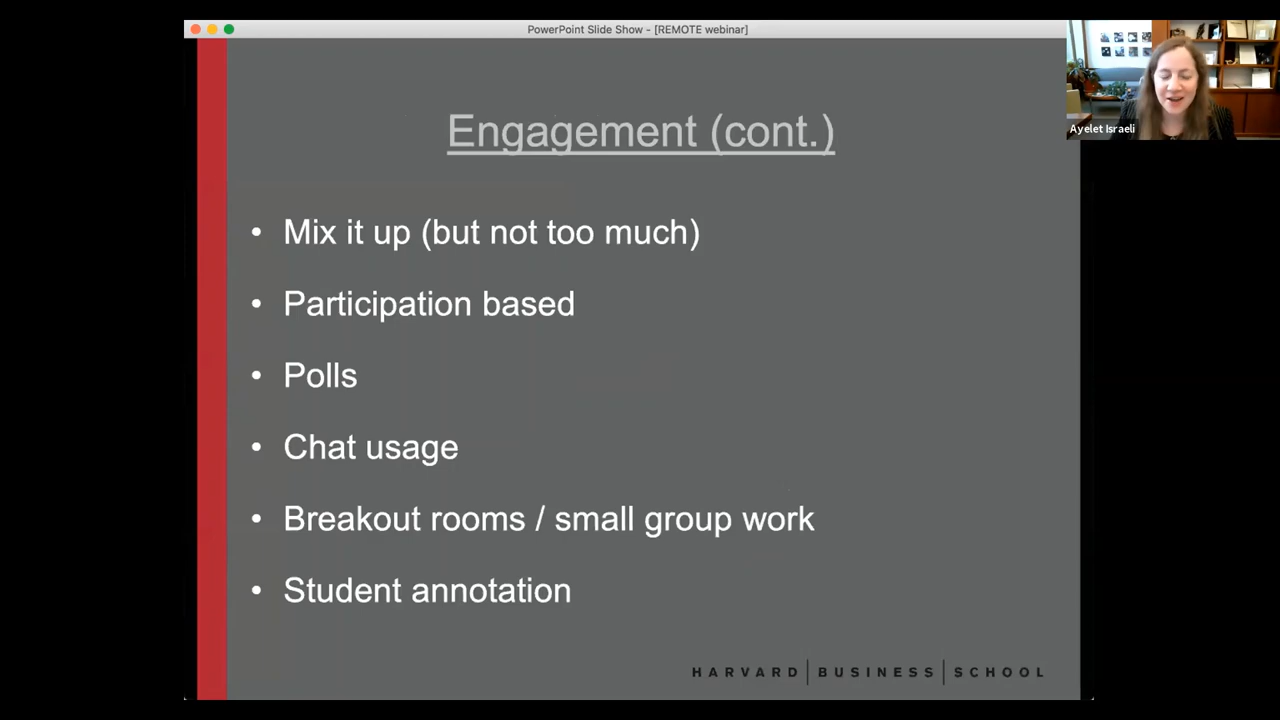 PowerPoint Slide Show - [REMOTE webinar]
Ayelet Israeli
Engagement (cont.)
• Mix it up (but not too much)
• Participation based
• Polls
• Chat usage
• Breakout rooms / small group work
• Student annotation
HARVARD | BUSINESS | SCHOOL